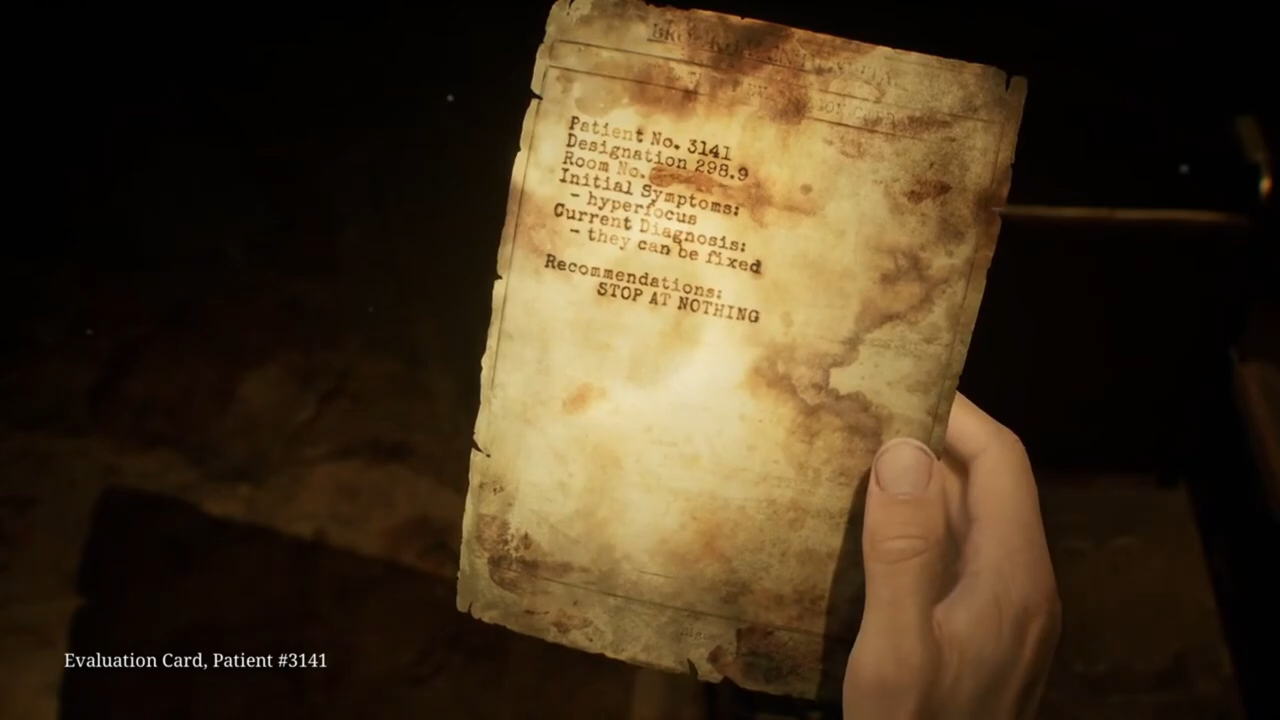 Patient No. 3141
Designation 298.9
Room No.
Initial Symptoms:
- hyperfocus
Current Diagnosis:
- they can be fixed
Recommendations:
STOP AT NOTHING
Evaluation Card, Patient #3141